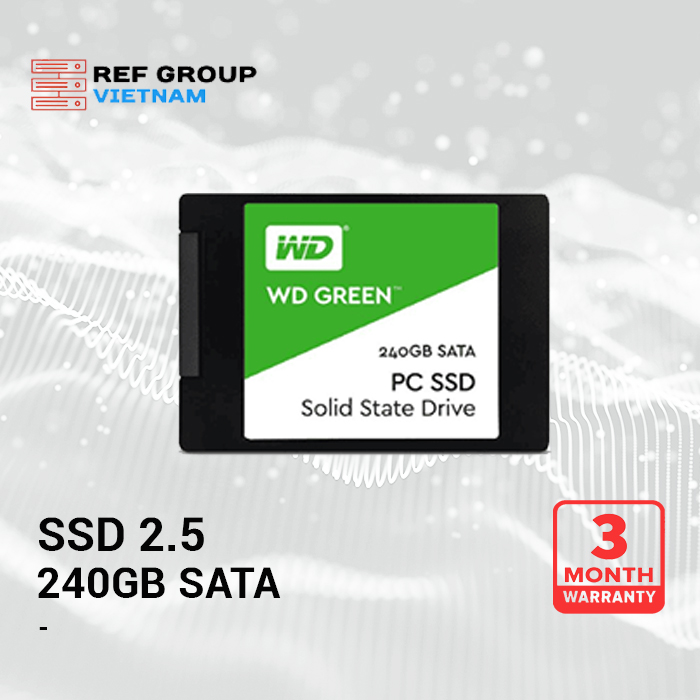 REF GROUP
VIETNAM
WD®
WD GREEN™
240GB SATA
PC SSD
Solid State Drive
SSD 2.5
240GB SATA
-
3
MONTH
WARRANTY